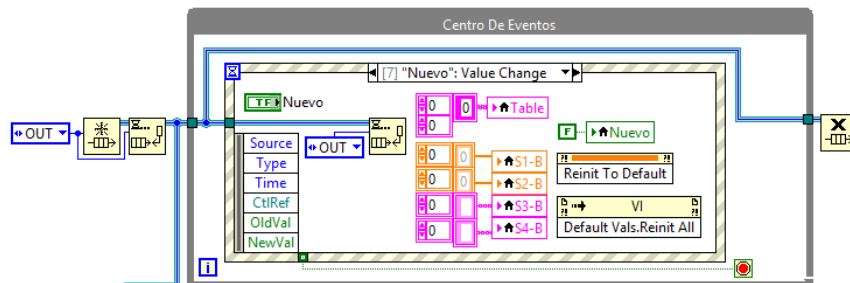 Centro De Eventos
[7] "Nuevo": Value Change
TF
Nuevo
0
0
Table
0
F
Nuevo
OUT
OUT
Source
Type
Time
CtlRef
OldVal
NewVal
0
0
S1-B
0
0
S2-B
0
S3-B
0
S4-B
?!
Reinit To Default
?!
VI
?!
Default Vals.Reinit All
i